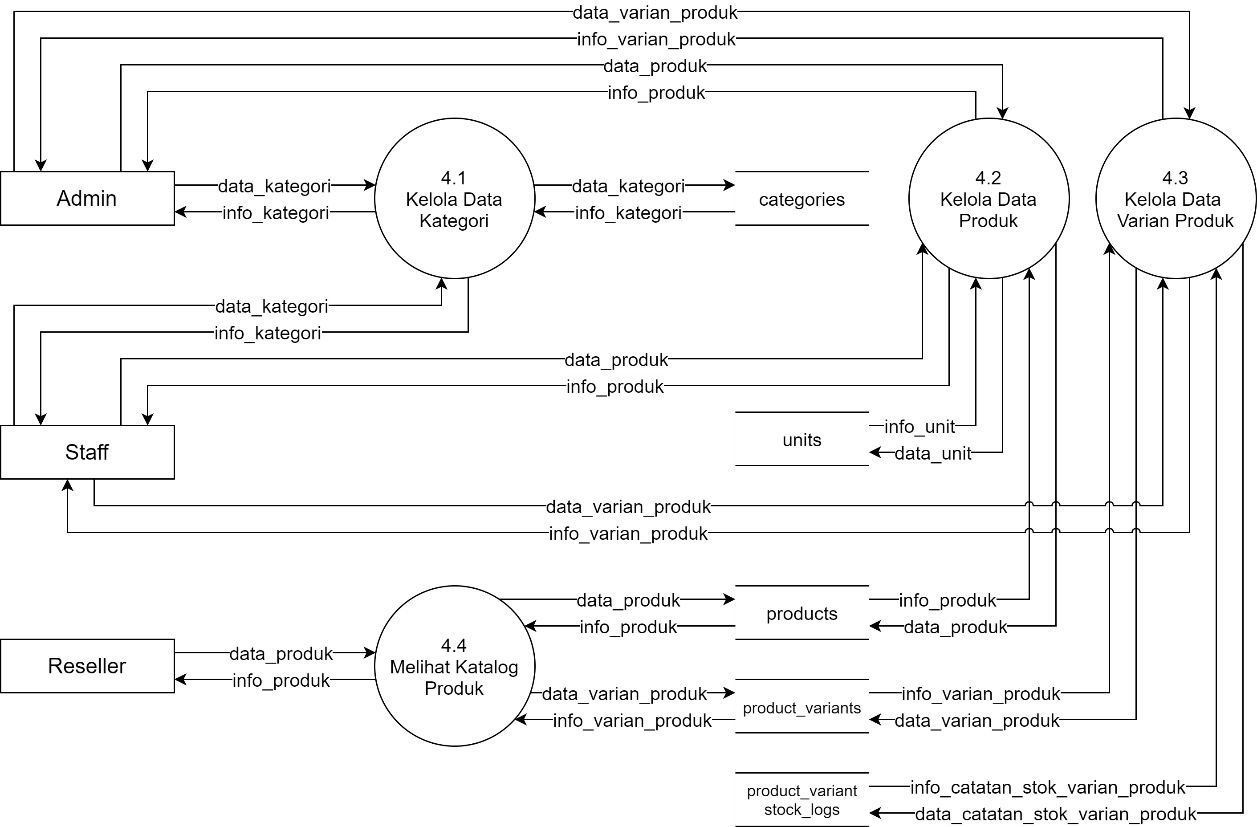 data_varian_produk
info_varian_produk
data_produk
info_produk
4.1
Kelola Data
Kategori
4.2
Kelola Data
Produk
4.3
Kelola Data
Varian Produk
Admin
data_kategori
info_kategori
data_kategori
info_kategori
categories
data_kategori
info_kategori
data_produk
info_produk
Staff
units
info_unit
data_unit
data_varian_produk
info_varian_produk
data_produk
info_produk
products
info_produk
data_produk
Reseller
data_produk
info_produk
4.4
Melihat Katalog
Produk
data_varian_produk
info_varian_produk
product_variants
info_varian_produk
data_varian_produk
product_variant
stock_logs
info_catatan_stok_varian_produk
data_catatan_stok_varian_produk